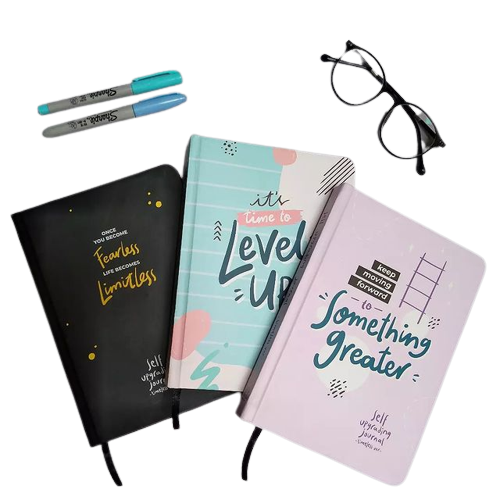 Sharpie
Sharpie
ONCE
YOU BECOME
Fearless
LIFE BECOMES
Limitless
Self
upgrading
Journal
it's
time to
Level
UP
keep
moving
forward
to
Something
greater
Self
upgrading
Journal